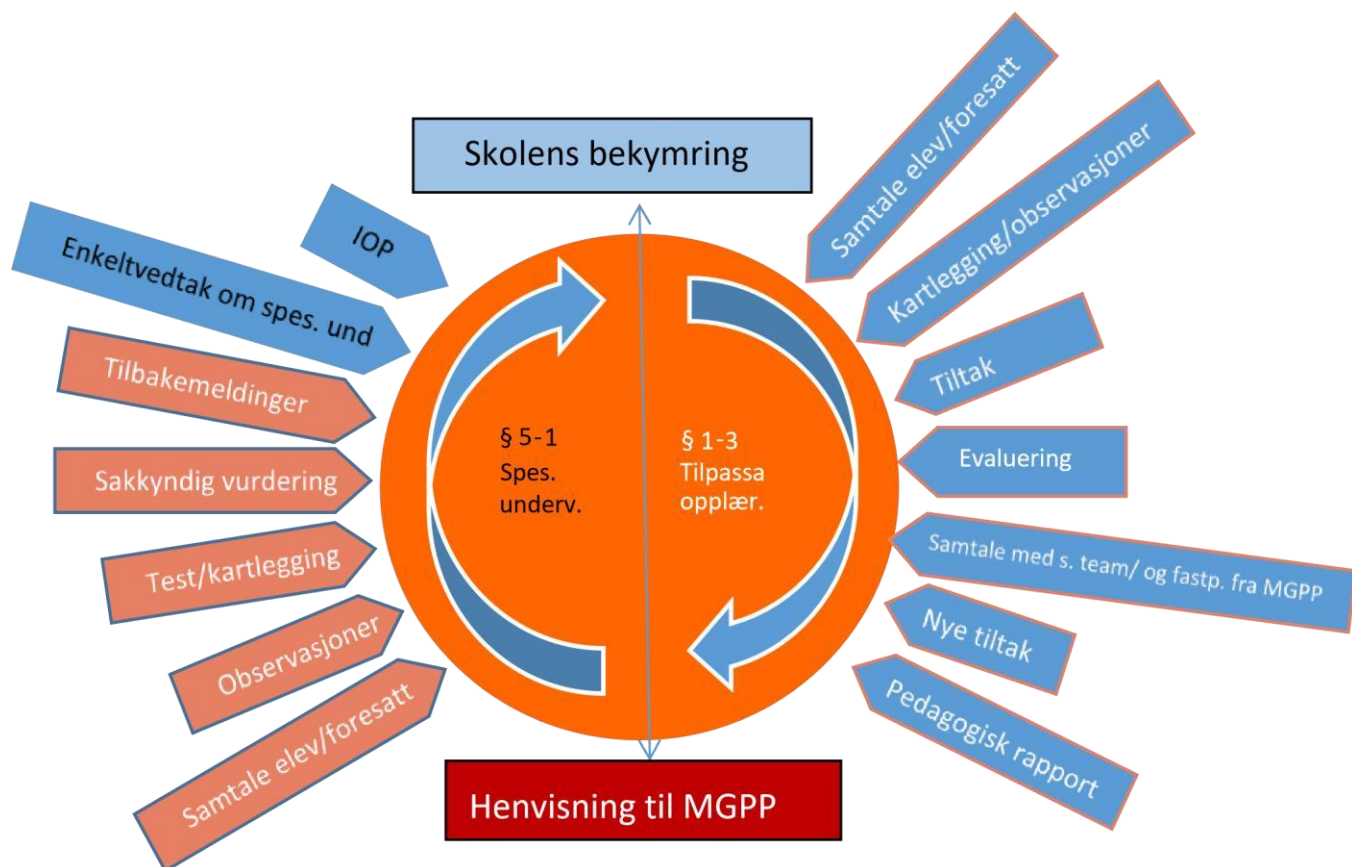 Skolens bekymring
Samtale elev/foresatt
Kartlegging/observasjoner
Tiltak
Evaluering
Samtale med s. team/ og fastp. fra MGPP
Nye tiltak
Pedagogisk rapport
§ 1-3
Tilpassa
opplær.
Henvisning til MGPP
Samtale elev/foresatt
Observasjoner
Test/kartlegging
Sakkyndig vurdering
Tilbakemeldinger
Enkeltvedtak om spes. und
IOP
§ 5-1
Spes.
underv.